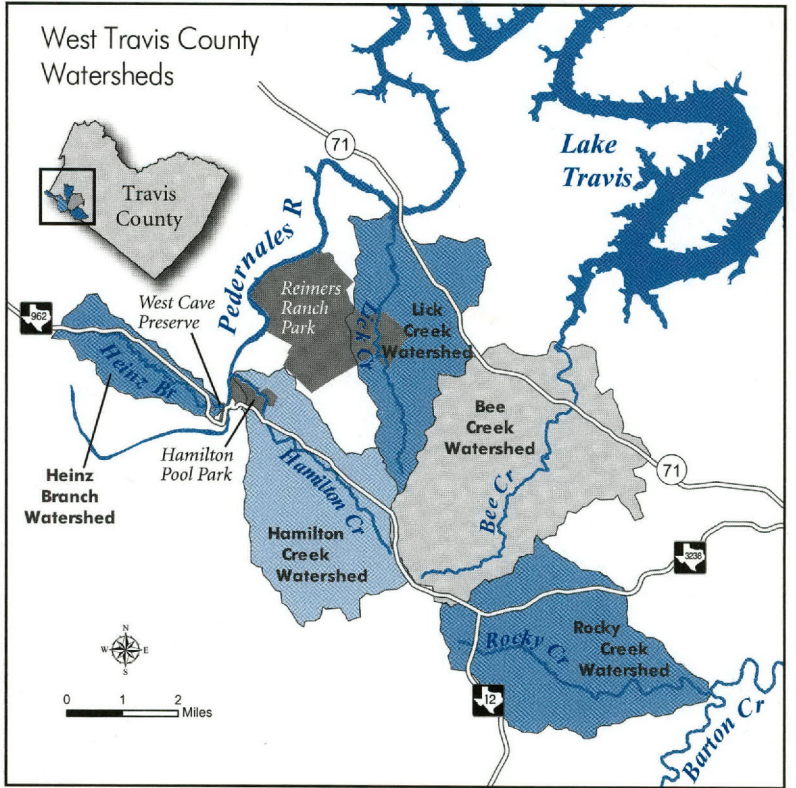 West Travis County
Watersheds
71
Lake
Travis
Travis
County
Pedernales R
Reimers
Ranch
Park
West Cave
Preserve
962
Lick
Creek
Watershed
Lick Cr
Heinz Br
Bee
Creek
Watershed
Hamilton
Pool Park
Heinz
Branch
Watershed
Hamilton Cr
Bee Cr
71
Hamilton
Creek
Watershed
3238
Rocky
Creek
Watershed
Rocky Cr
N
W E
S
0 1 2
Miles
12
Barton Cr